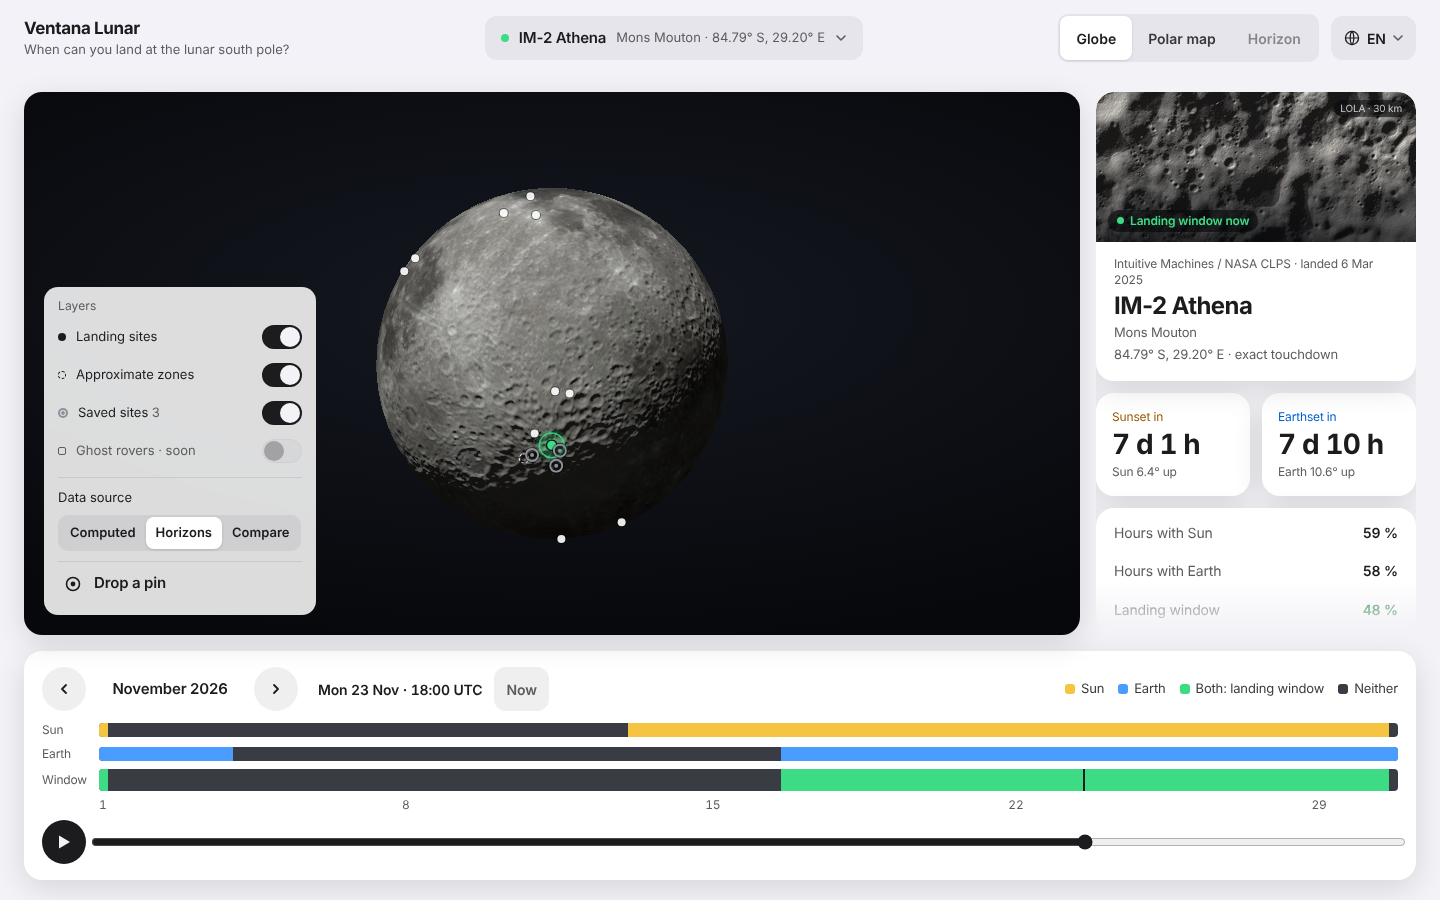 Ventana Lunar
When can you land at the lunar south pole?
IM-2 Athena Mons Mouton · 84.79° S, 29.20° E
Globe Polar map Horizon
EN
LOLA · 30 km
Landing window now
Intuitive Machines / NASA CLPS · landed 6 Mar
2025
IM-2 Athena
Mons Mouton
84.79° S, 29.20° E · exact touchdown
Sunset in
7 d 1 h
Sun 6.4° up
Earthset in
7 d 10 h
Earth 10.6° up
Hours with Sun 59 %
Hours with Earth 58 %
Landing window 48 %
Layers
Landing sites
Approximate zones
Saved sites 3
Ghost rovers · soon
Data source
Computed Horizons Compare
Drop a pin
November 2026
Mon 23 Nov · 18:00 UTC
Now
Sun Earth Both: landing window Neither
Sun
Earth
Window
1 8 15 22 29